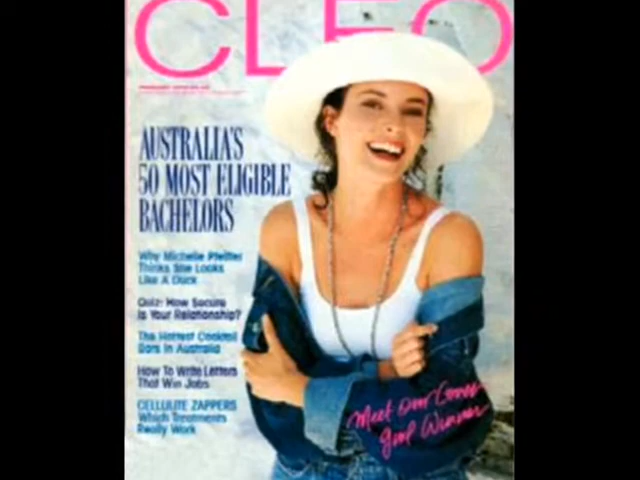 CLEO
AUSTRALIA'S
50 MOST ELIGIBLE
BACHELORS
Why Michelle Pfeiffer
Thinks She Looks
Like A Duck
Quiz: How Secure
Is Your Relationship?
The Hottest Cocktail
Bars In Australia
How To Write Letters
That Win Jobs
CELLULITE ZAPPERS
Which Treatments
Really Work
Meet Our Cover
girl Winner